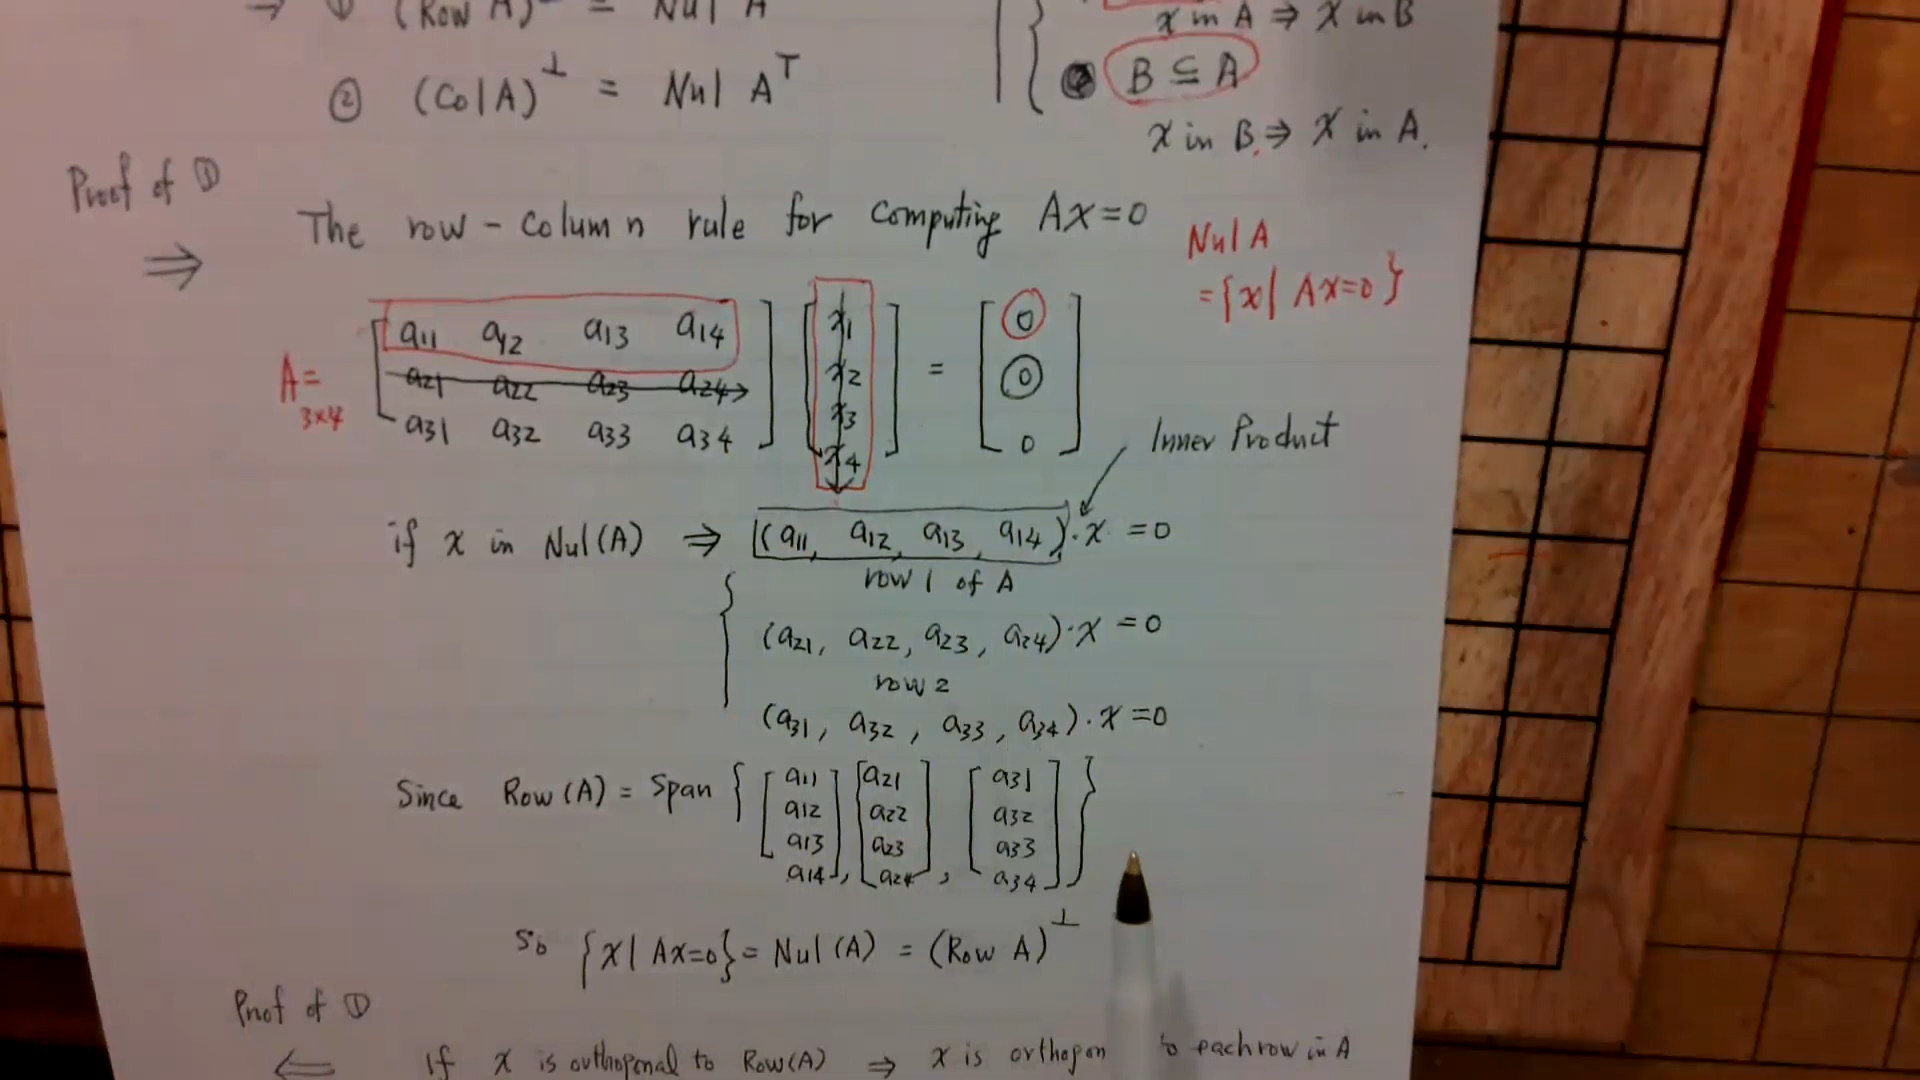 ⇒ ① (Row A)⊥ = Nul A
② (Col A)⊥ = Nul Aᵀ
x in A ⇒ x in B
B ⊆ A
x in B ⇒ x in A.
Proof of ①
⇒
The row-column rule for computing Ax=0
Nul A
={x| Ax=0}
A=
3×4
[a11 a12 a13 a14] [x1] = [0]
a21 a22 a23 a24 x2 0
a31 a32 a33 a34 x3 0
x4
Inner Product
if x in Nul(A) ⇒ (a11, a12, a13, a14)·x = 0
row 1 of A
(a21, a22, a23, a24)·x = 0
row 2
(a31, a32, a33, a34)·x = 0
Since Row(A) = Span { [a11 a12 a13 a14], [a21 a22 a23 a24], [a31 a32 a33 a34] }
So {x| Ax=0} = Nul(A) = (Row A)⊥
Proof of ①
⇐ If x is orthogonal to Row(A) ⇒ x is orthogon to each row in A